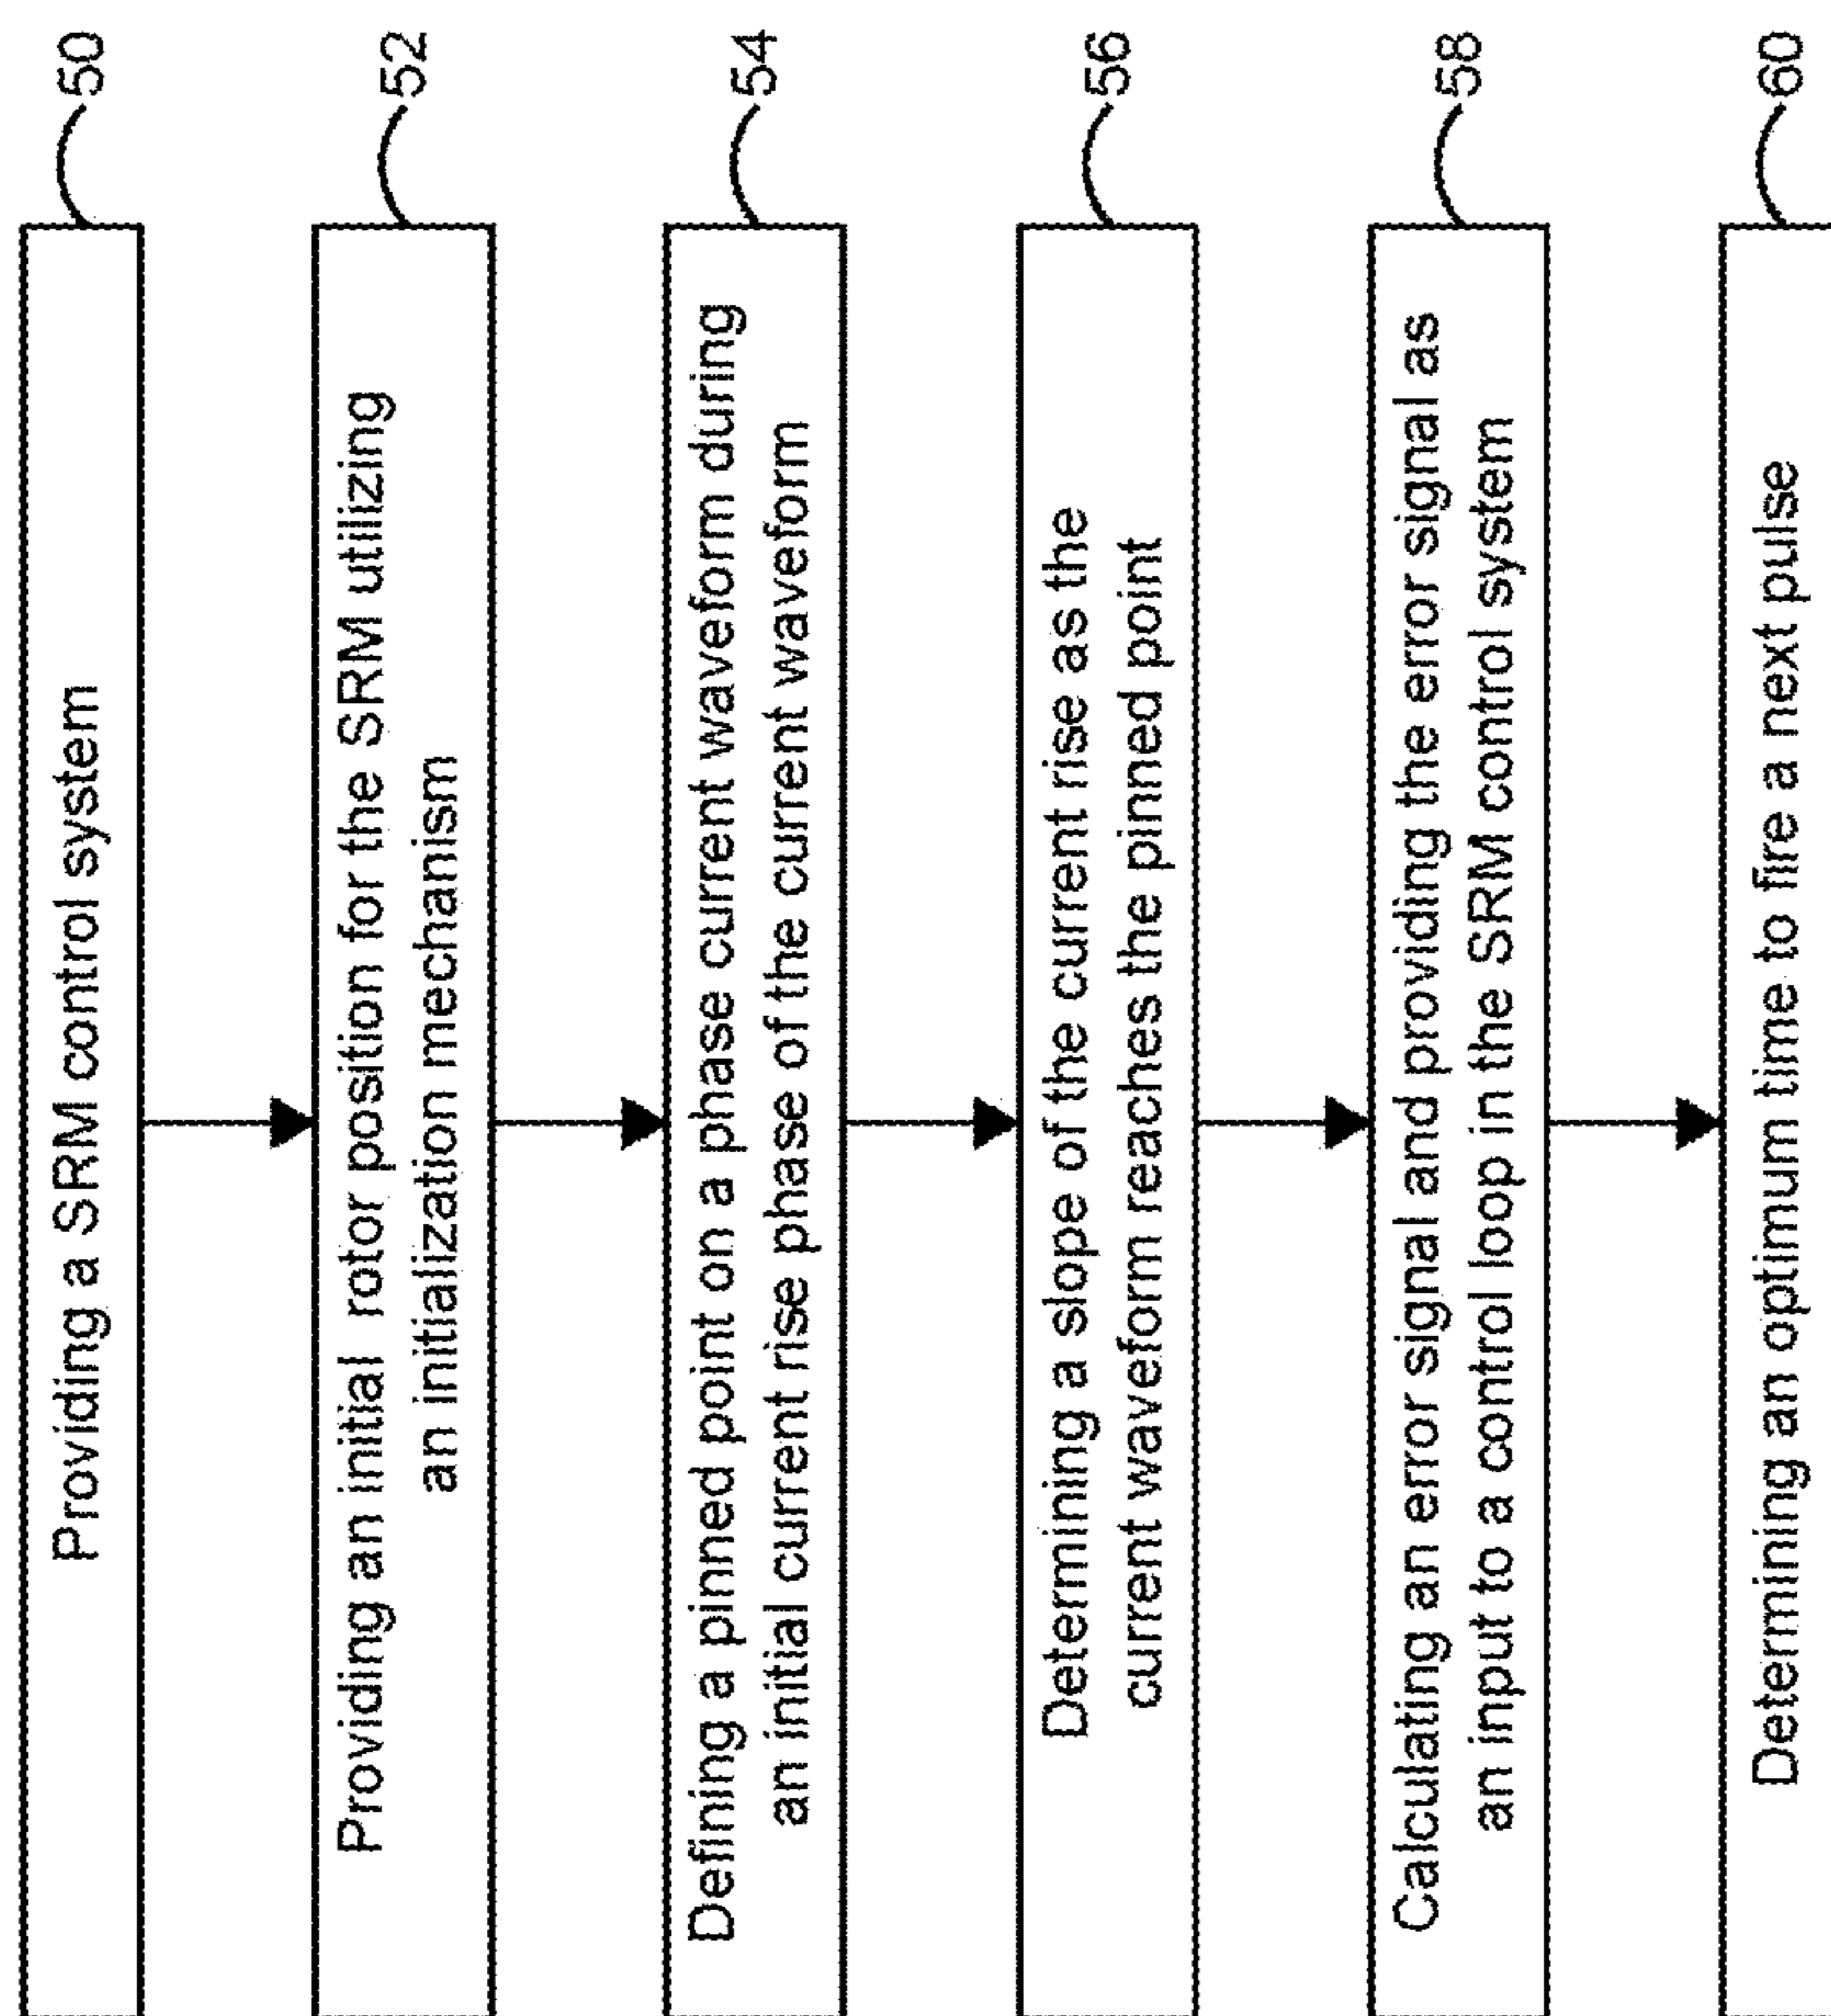 Providing a SRM control system
50
Providing an initial rotor position for the SRM utilizing
an initialization mechanism
52
Defining a pinned point on a phase current waveform during
an initial current rise phase of the current waveform
54
Determining a slope of the current rise as the
current waveform reaches the pinned point
56
Calculating an error signal and providing the error signal as
an input to a control loop in the SRM control system
58
Determining an optimum time to fire a next pulse
60